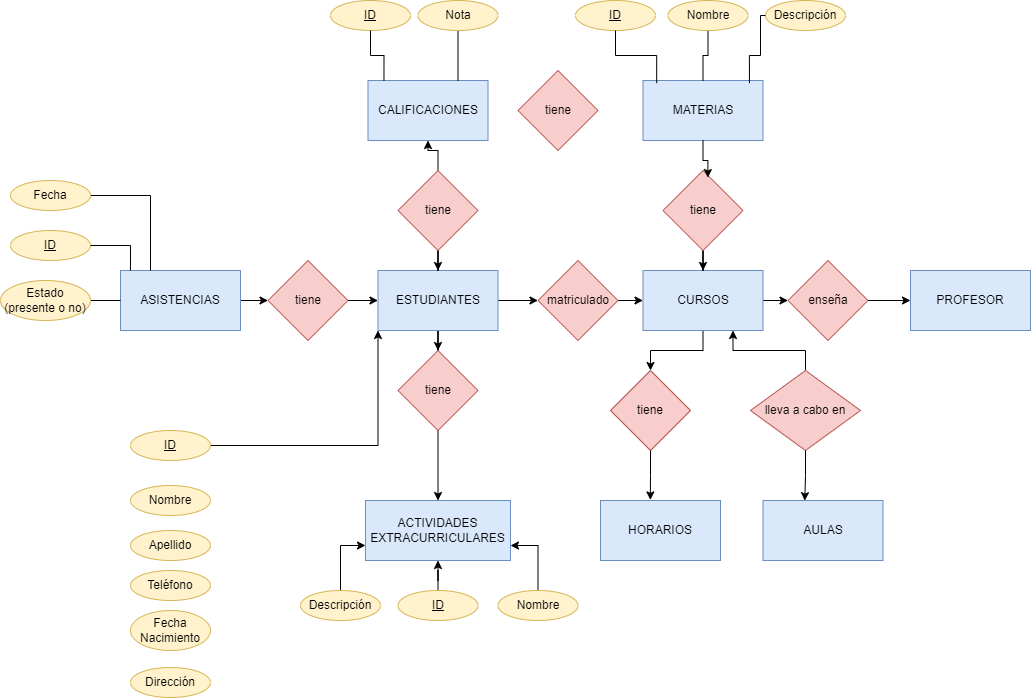 ID
Nota
ID
Nombre
Descripción
CALIFICACIONES
tiene
MATERIAS
Fecha
tiene
tiene
ID
Estado
(presente o no)
ASISTENCIAS
tiene
ESTUDIANTES
matriculado
CURSOS
enseña
PROFESOR
tiene
tiene
lleva a cabo en
ID
Nombre
ACTIVIDADES
EXTRACURRICULARES
HORARIOS
AULAS
Apellido
Teléfono
Descripción
ID
Nombre
Fecha
Nacimiento
Dirección